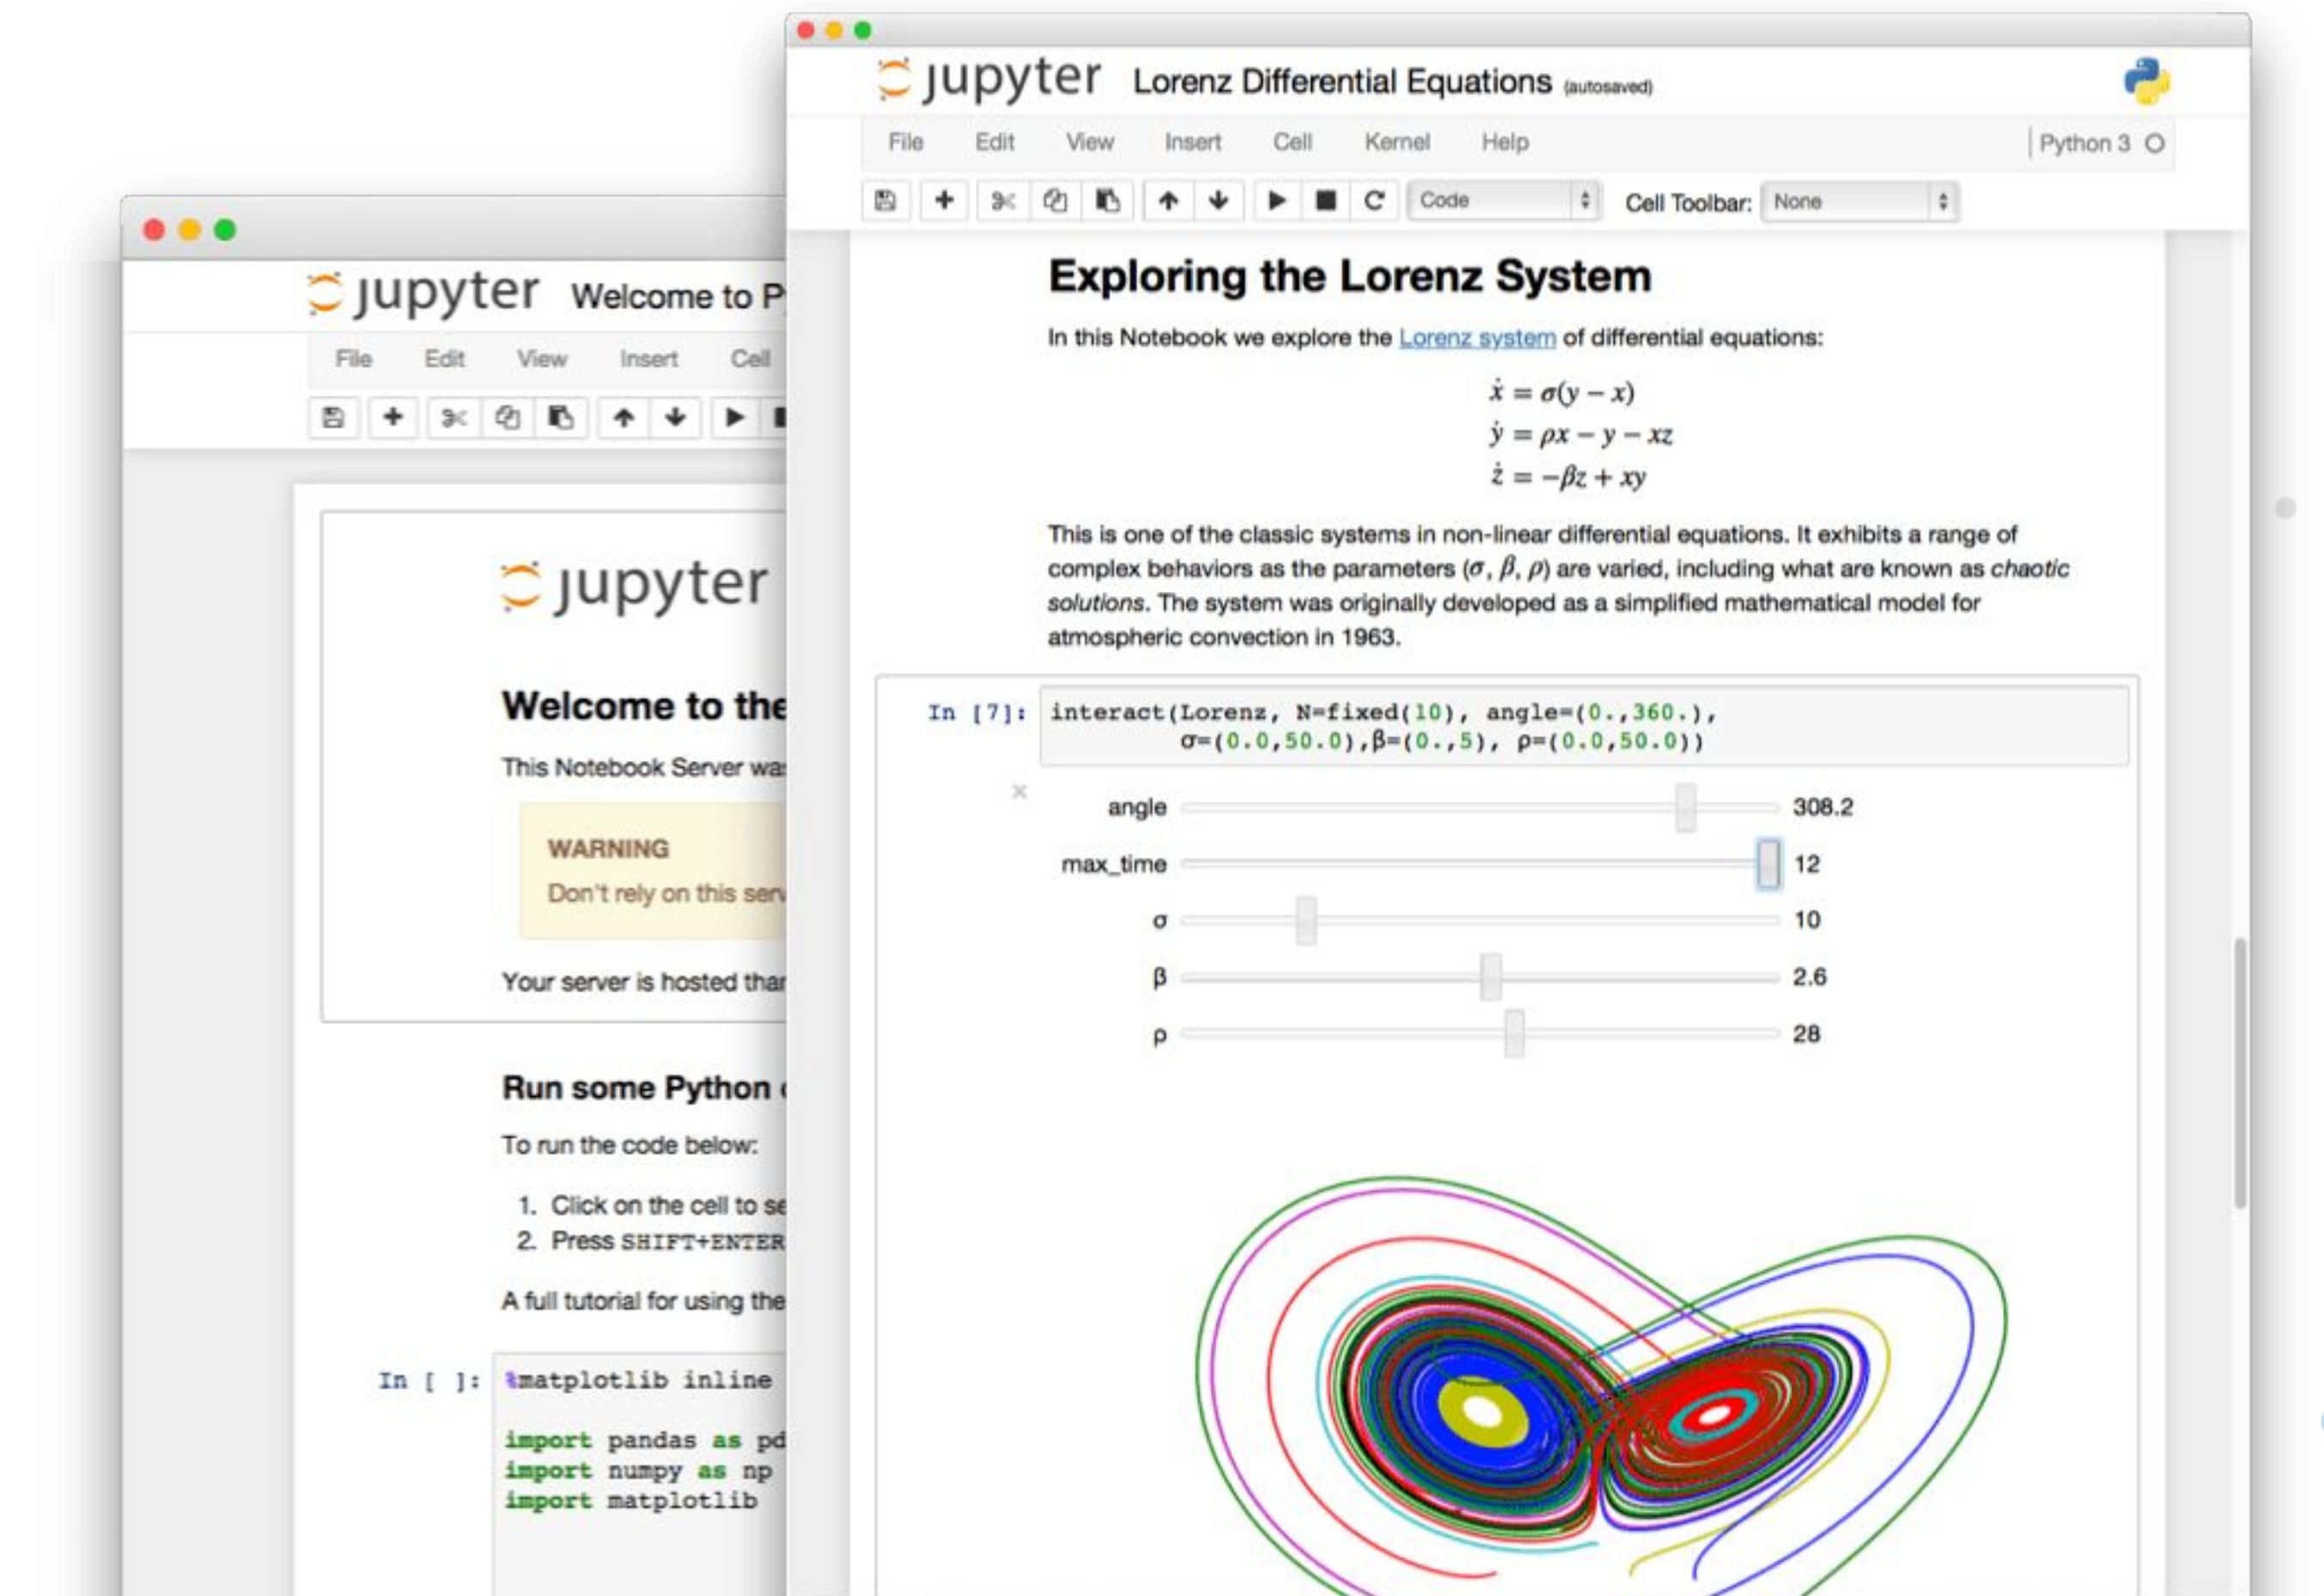 jupyter Lorenz Differential Equations (autosaved)
File Edit View Insert Cell Kernel Help Python 3
Code Cell Toolbar: None
Exploring the Lorenz System
In this Notebook we explore the Lorenz system of differential equations:
ẋ = σ(y − x)
ẏ = ρx − y − xz
ż = −βz + xy
This is one of the classic systems in non-linear differential equations. It exhibits a range of
complex behaviors as the parameters (σ, β, ρ) are varied, including what are known as chaotic
solutions. The system was originally developed as a simplified mathematical model for
atmospheric convection in 1963.
In [7]: interact(Lorenz, N=fixed(10), angle=(0.,360.),
σ=(0.0,50.0),β=(0.,5), ρ=(0.0,50.0))
angle 308.2
max_time 12
σ 10
β 2.6
ρ 28
jupyter Welcome to P
File Edit View Insert Cell
jupyter
Welcome to the
This Notebook Server was
WARNING
Don't rely on this serv
Your server is hosted than
Run some Python
To run the code below:
1. Click on the cell to se
2. Press SHIFT+ENTER
A full tutorial for using the
In [ ]: %matplotlib inline
import pandas as pd
import numpy as np
import matplotlib